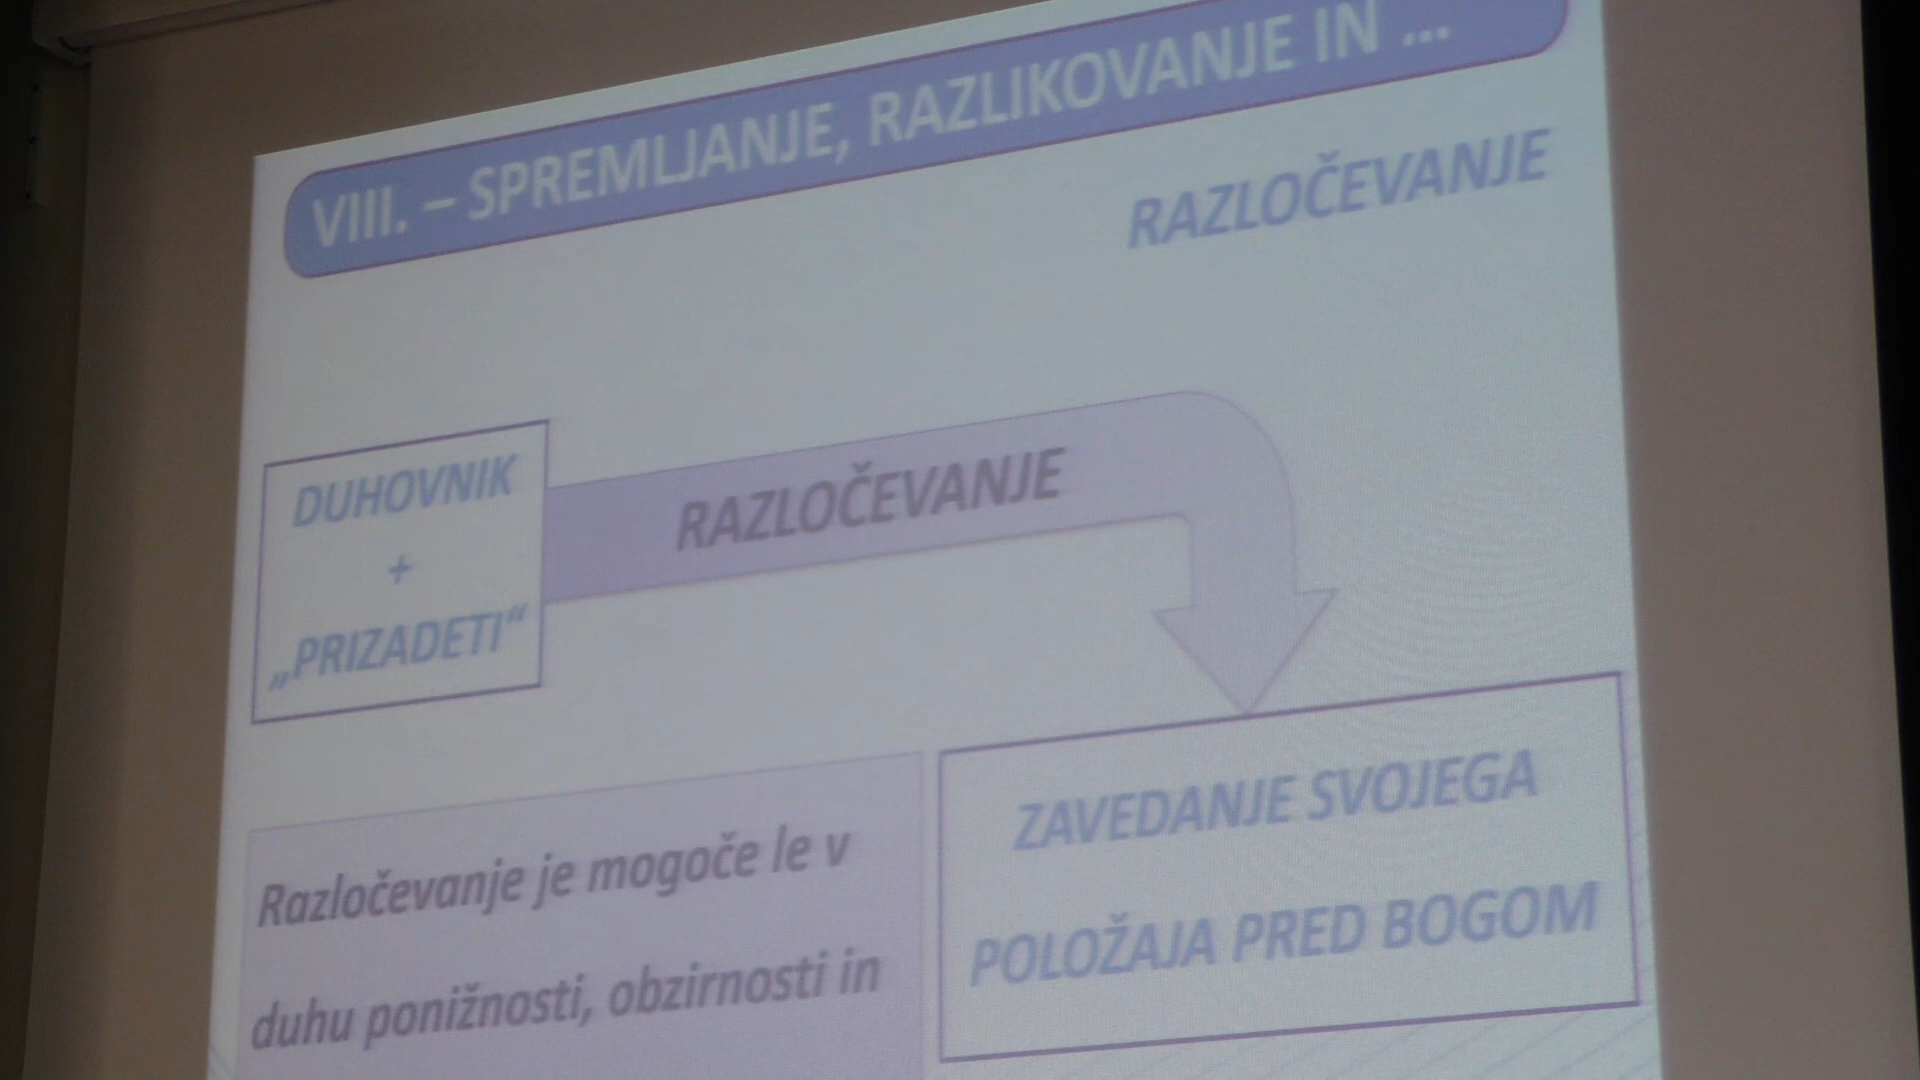 VIII. – SPREMLJANJE, RAZLIKOVANJE IN ...
RAZLOČEVANJE
DUHOVNIK
+
„PRIZADETI“
RAZLOČEVANJE
ZAVEDANJE SVOJEGA
POLOŽAJA PRED BOGOM
Razločevanje je mogoče le v
duhu ponižnosti, obzirnosti in